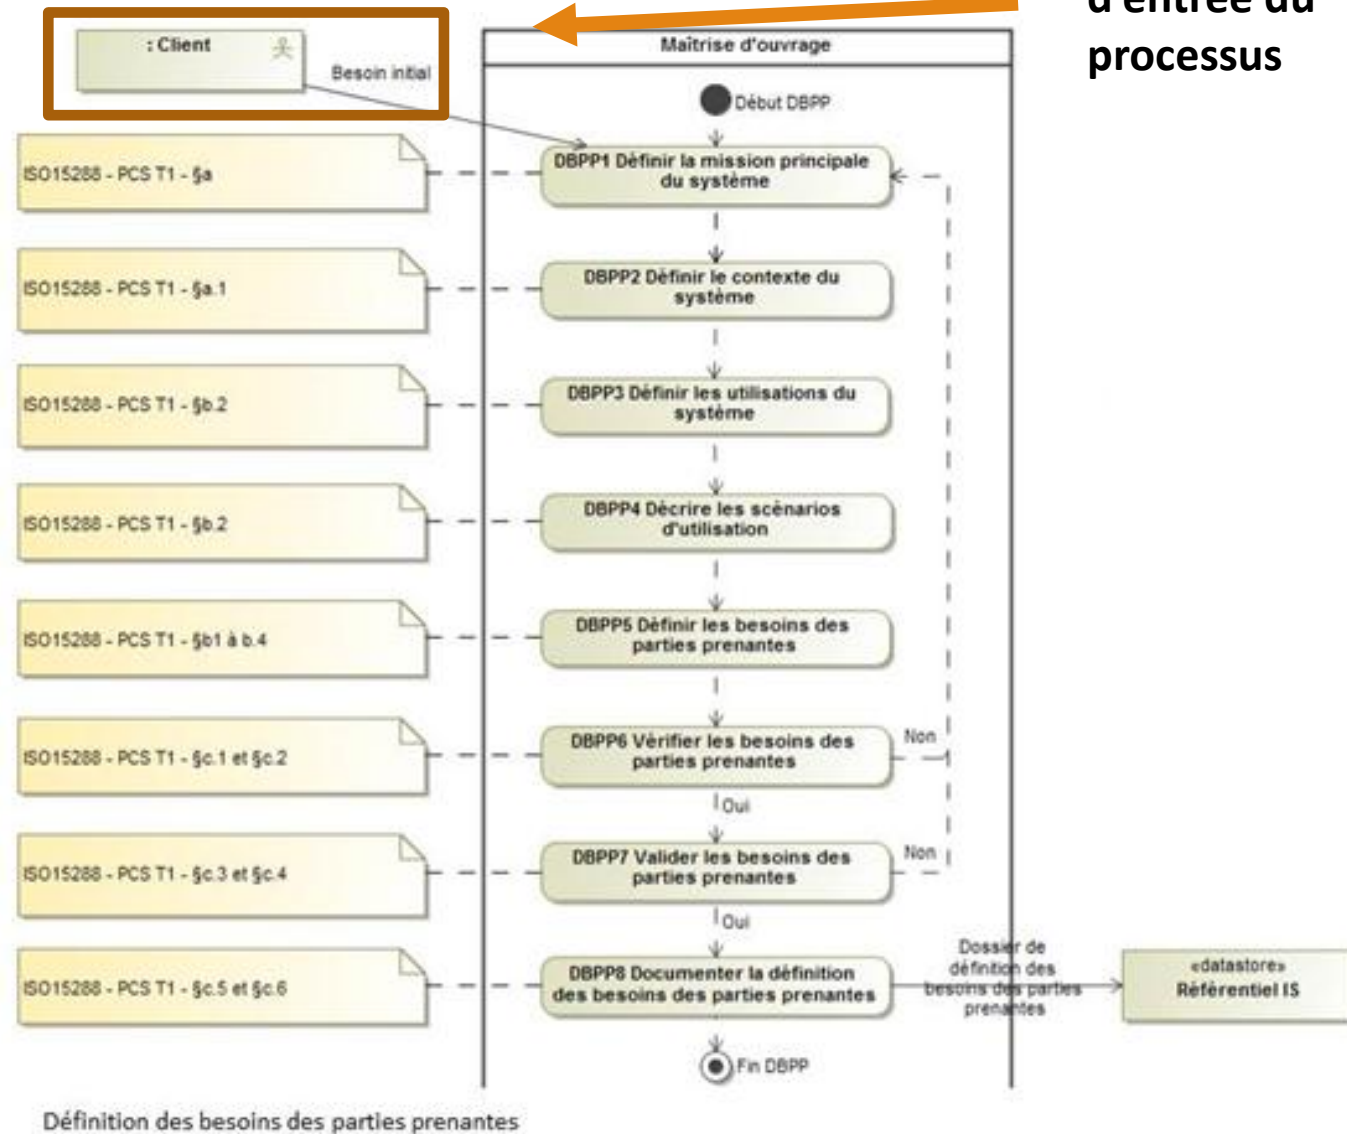 d'entrée du
processus
: Client
Besoin initial
Maîtrise d'ouvrage
Début DBPP
ISO15288 - PCS T1 - §a
DBPP1 Définir la mission principale
du système
ISO15288 - PCS T1 - §a.1
DBPP2 Définir le contexte du
système
ISO15288 - PCS T1 - §b.2
DBPP3 Définir les utilisations du
système
ISO15288 - PCS T1 - §b.2
DBPP4 Décrire les scénarios
d'utilisation
ISO15288 - PCS T1 - §b1 à b.4
DBPP5 Définir les besoins des
parties prenantes
ISO15288 - PCS T1 - §c.1 et §c.2
DBPP6 Vérifier les besoins des
parties prenantes
Non
Oui
ISO15288 - PCS T1 - §c.3 et §c.4
DBPP7 Valider les besoins des
parties prenantes
Non
Oui
ISO15288 - PCS T1 - §c.5 et §c.6
DBPP8 Documenter la définition
des besoins des parties prenantes
Dossier de
définition des
besoins des parties
prenantes
«datastore»
Référentiel IS
Fin DBPP
Définition des besoins des parties prenantes